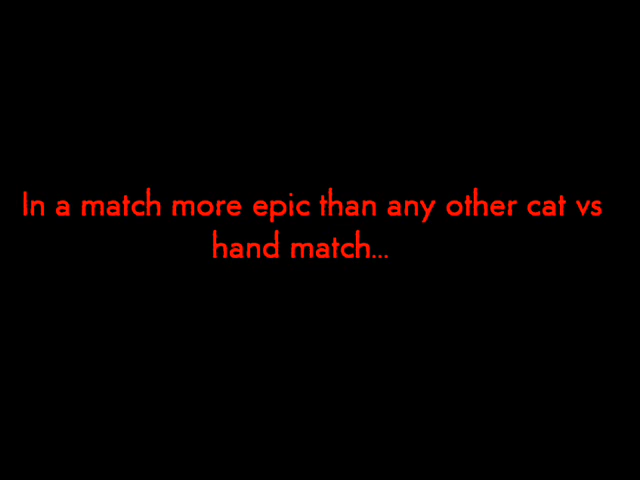 In a match more epic than any other cat vs
hand match...